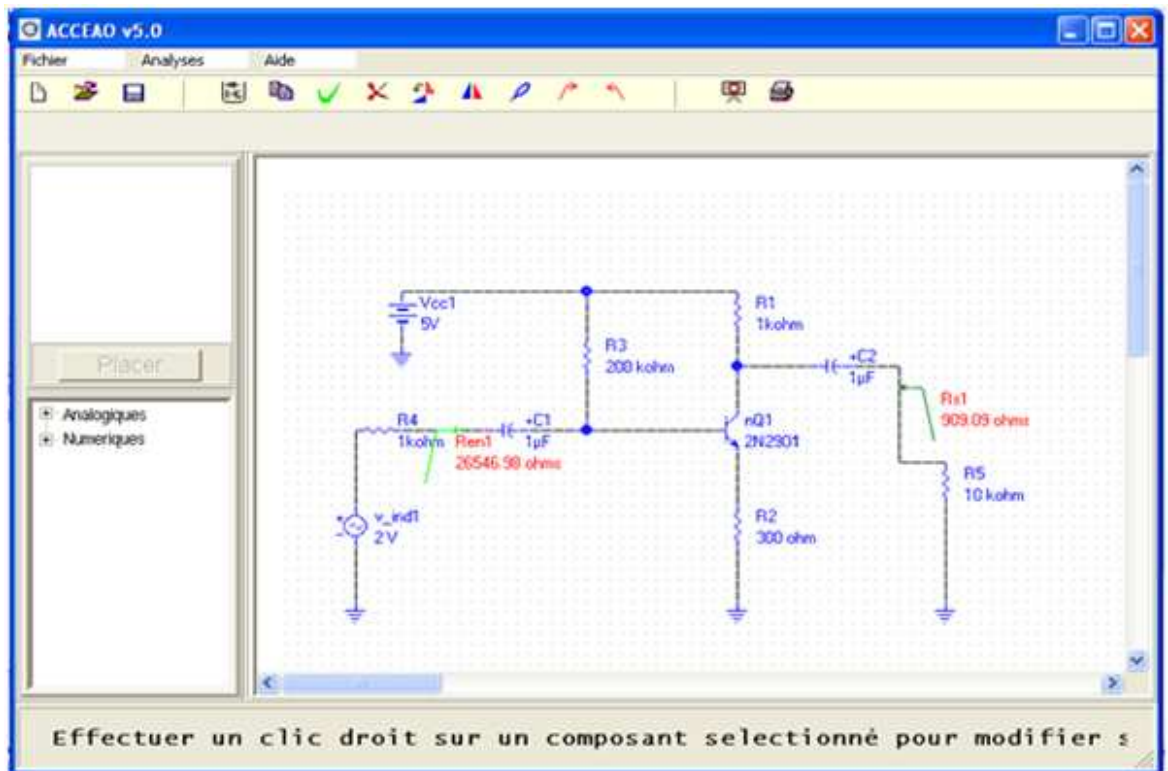 ACCEAO v5.0
Fichier Analyses Aide
Placer
Analogiques
Numeriques
Vcc1
5V
R1
1kohm
R3
200 kohm
+C2
1µF
Rs1
909.09 ohms
R4
1kohm
Ren1
26546.98 ohms
+C1
1µF
nQ1
2N2901
R5
10 kohm
v_ind1
2 V
R2
300 ohm
Effectuer un clic droit sur un composant selectionné pour modifier s